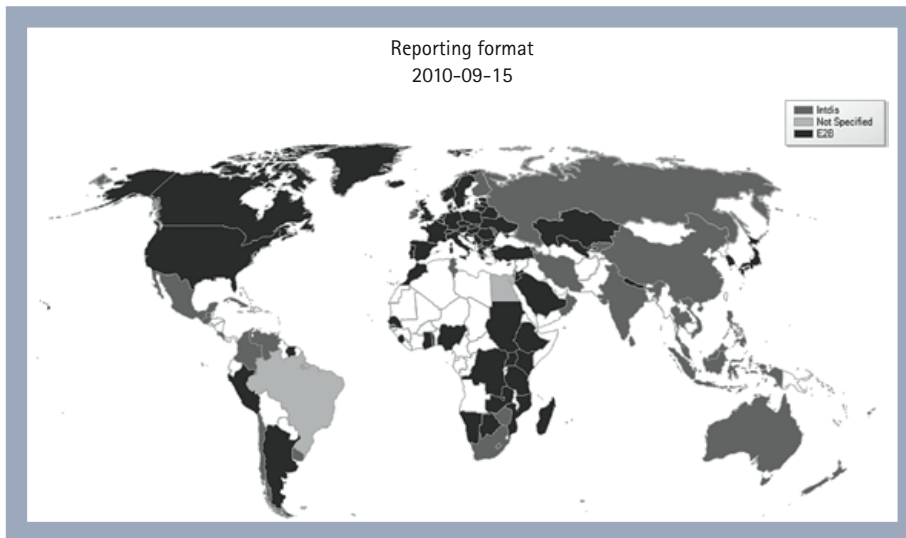 Reporting format
2010-09-15
Intdis
Not Specified
E2B